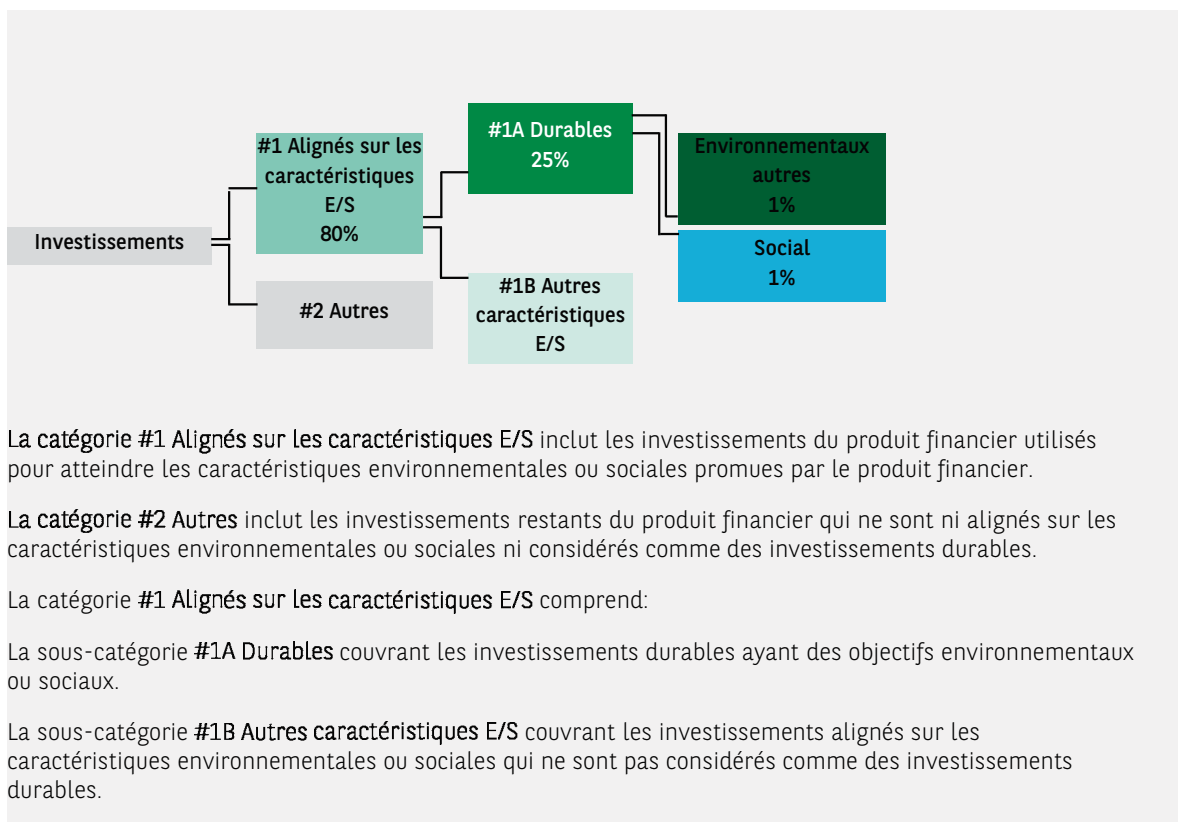 #1A Durables
25%
#1 Alignés sur les
caractéristiques
E/S
80%
Environnementaux
autres
1%
Investissements
Social
1%
#2 Autres
#1B Autres
caractéristiques
E/S
La catégorie #1 Alignés sur les caractéristiques E/S inclut les investissements du produit financier utilisés
pour atteindre les caractéristiques environnementales ou sociales promues par le produit financier.
La catégorie #2 Autres inclut les investissements restants du produit financier qui ne sont ni alignés sur les
caractéristiques environnementales ou sociales ni considérés comme des investissements durables.
La catégorie #1 Alignés sur les caractéristiques E/S comprend:
La sous-catégorie #1A Durables couvrant les investissements durables ayant des objectifs environnementaux
ou sociaux.
La sous-catégorie #1B Autres caractéristiques E/S couvrant les investissements alignés sur les
caractéristiques environnementales ou sociales qui ne sont pas considérés comme des investissements
durables.